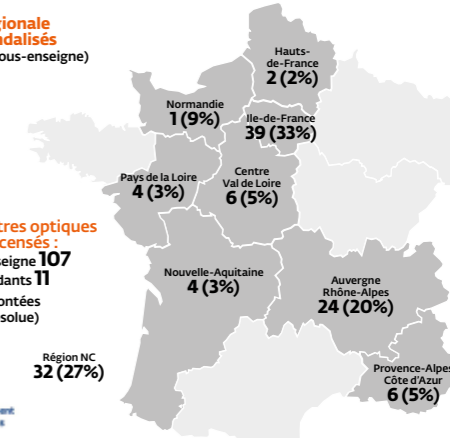 gionale
ndalisés
ous-enseigne)
Hauts-
de-France
2 (2%)
Normandie
1 (9%)
Ile-de-France
39 (33%)
Pays de la Loire
4 (3%)
Centre
Val de Loire
6 (5%)
tres optiques
censés :
seigne 107
dants 11
ontées
solue)
Nouvelle-Aquitaine
4 (3%)
Auvergne
Rhône-Alpes
24 (20%)
Région NC
32 (27%)
Provence-Alpes
Côte d'Azur
6 (5%)